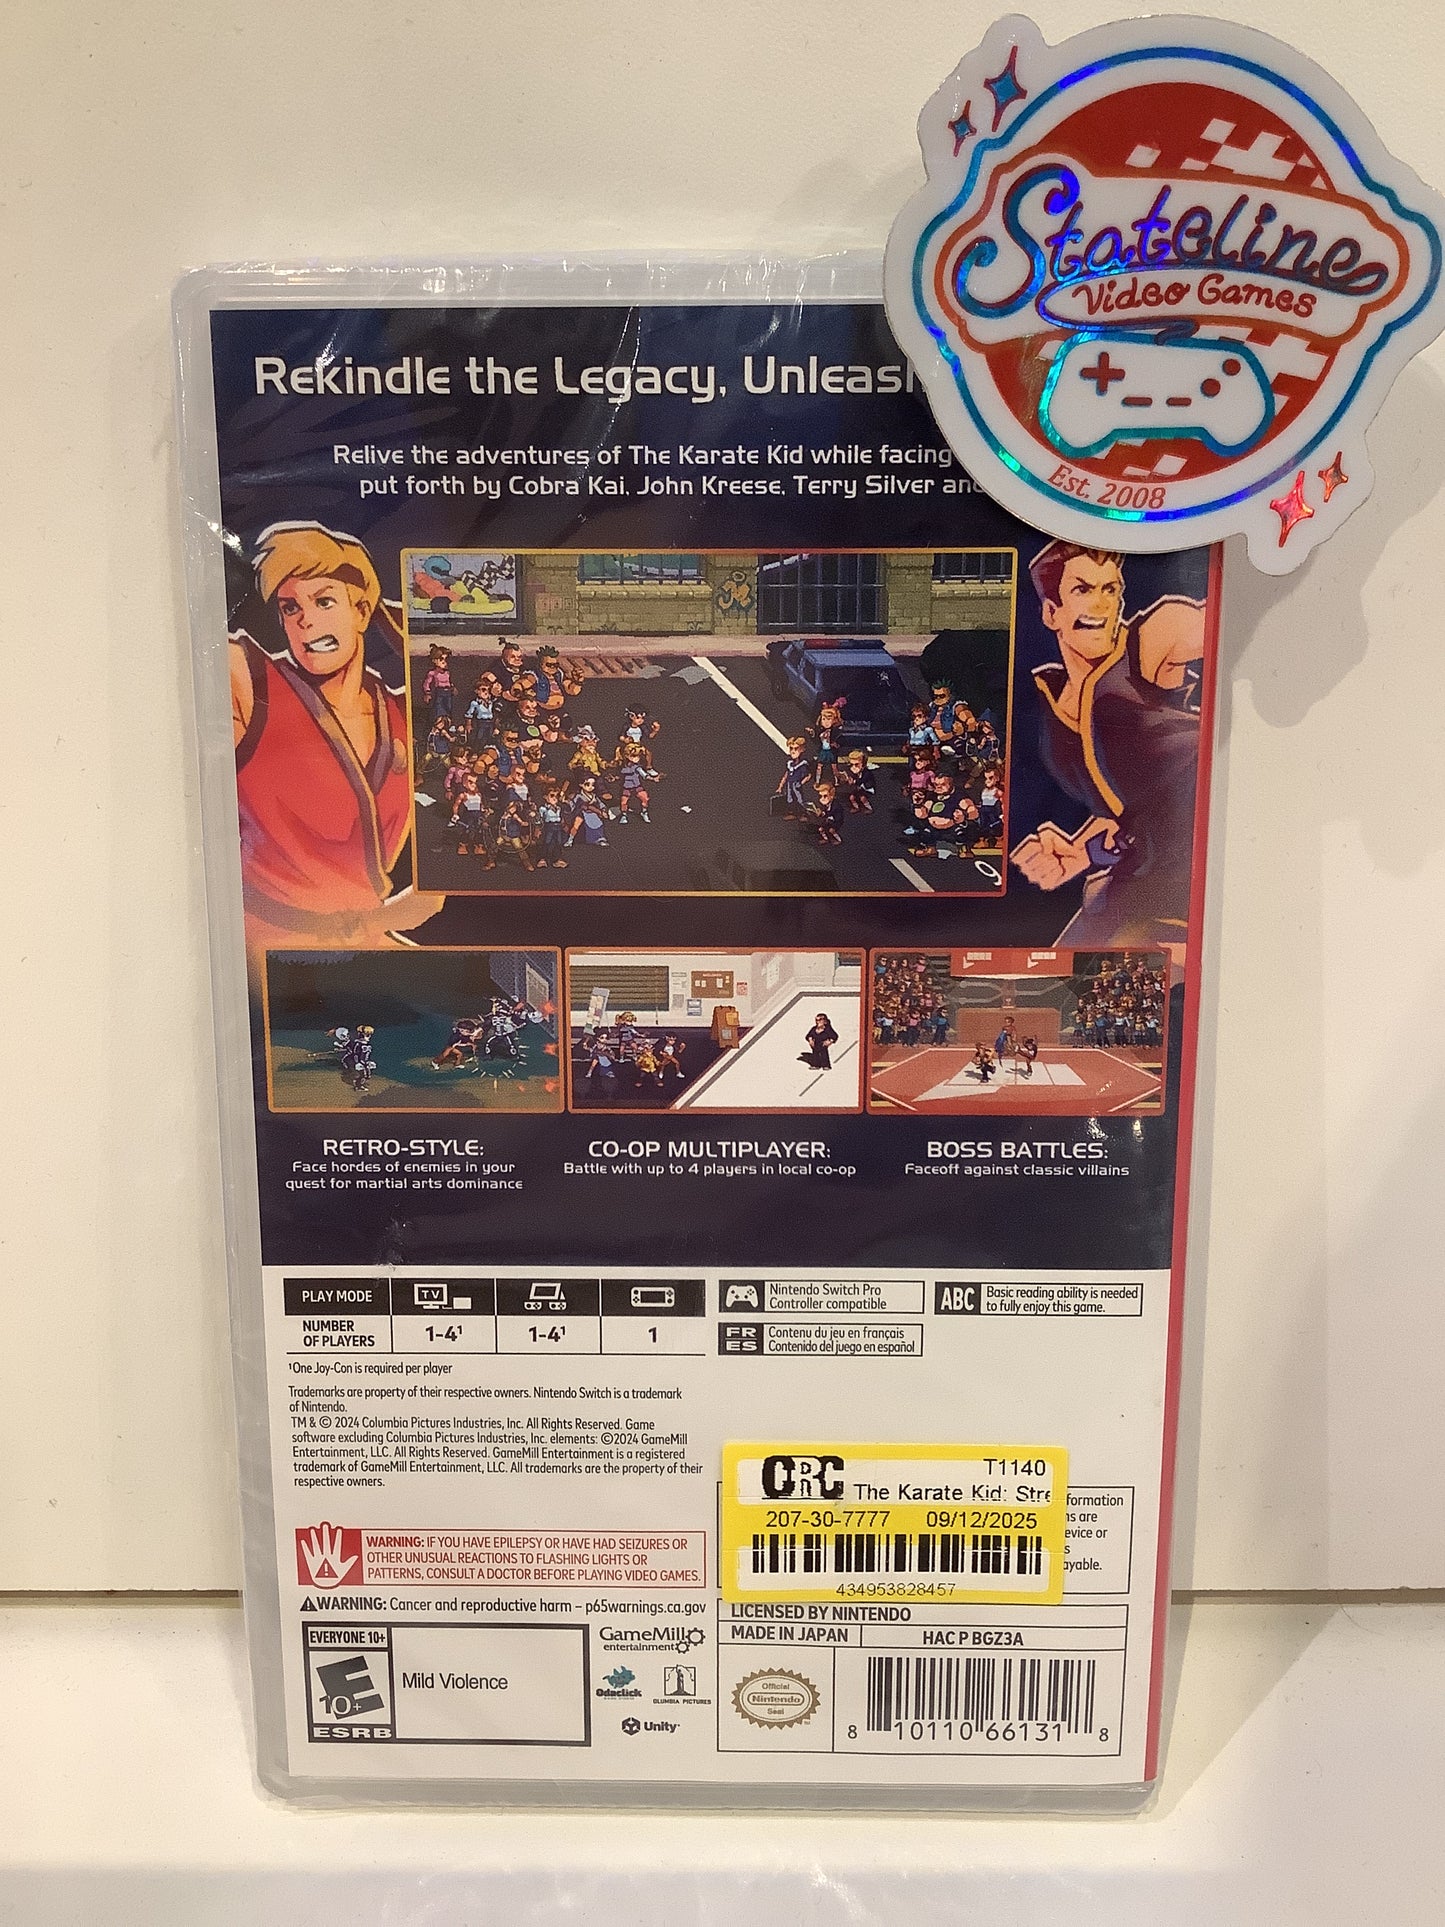 Stateline
Video Games
Est. 2008
Rekindle the Legacy, Unleash
Relive the adventures of The Karate Kid while facing
put forth by Cobra Kai, John Kreese, Terry Silver and
RETRO-STYLE:
Face hordes of enemies in your
quest for martial arts dominance
CO-OP MULTIPLAYER:
Battle with up to 4 players in local co-op
BOSS BATTLES:
Faceoff against classic villains
PLAY MODE
TV
NUMBER
OF PLAYERS
1-4¹
1-4¹
1
¹One Joy-Con is required per player
Nintendo Switch Pro
Controller compatible
ABC
Basic reading ability is needed
to fully enjoy this game.
FR
ES
Contenu du jeu en français
Contenido del juego en español
Trademarks are property of their respective owners. Nintendo Switch is a trademark
of Nintendo.
TM & © 2024 Columbia Pictures Industries, Inc. All Rights Reserved. Game
software excluding Columbia Pictures Industries, Inc. elements: ©2024 GameMill
Entertainment, LLC. All Rights Reserved. GameMill Entertainment is a registered
trademark of GameMill Entertainment, LLC. All trademarks are the property of their
respective owners.
CRC
T1140
The Karate Kid: Stre
207-30-7777 09/12/2025
434953828457
formation
ns are
evice or
s
ayable.
WARNING: IF YOU HAVE EPILEPSY OR HAVE HAD SEIZURES OR
OTHER UNUSUAL REACTIONS TO FLASHING LIGHTS OR
PATTERNS, CONSULT A DOCTOR BEFORE PLAYING VIDEO GAMES.
WARNING: Cancer and reproductive harm – p65warnings.ca.gov
EVERYONE 10+
E
10+
ESRB
Mild Violence
GameMill
entertainment
Odaclick
COLUMBIA PICTURES
Unity
LICENSED BY NINTENDO
MADE IN JAPAN
HAC P BGZ3A
Official
Nintendo
Seal
8 10110 66131 8